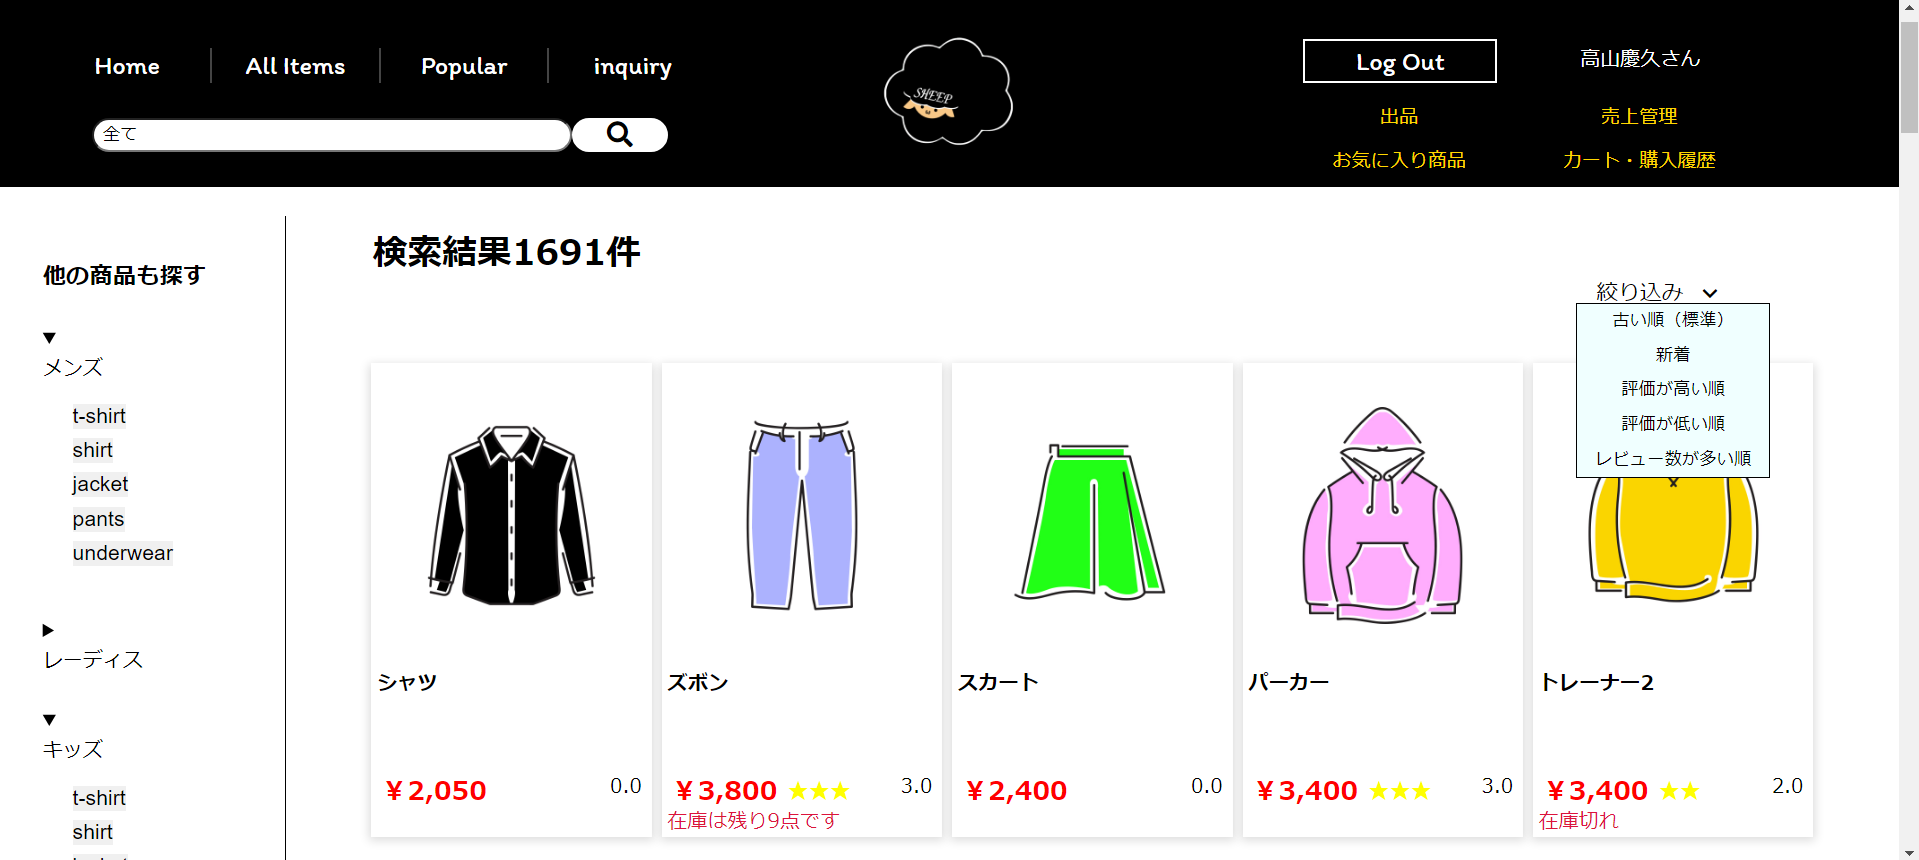 Home
All Items
Popular
inquiry
全て
SHEEP
Log Out
高山慶久さん
出品
売上管理
お気に入り商品
カート・購入履歴
他の商品も探す
▼
メンズ
t-shirt
shirt
jacket
pants
underwear
▶
レーディス
▼
キッズ
t-shirt
shirt
検索結果1691件
絞り込み
古い順（標準）
新着
評価が高い順
評価が低い順
レビュー数が多い順
シャツ
￥2,050
0.0
ズボン
￥3,800 ★★★
3.0
在庫は残り9点です
スカート
￥2,400
0.0
パーカー
￥3,400 ★★★
3.0
トレーナー2
￥3,400 ★★
2.0
在庫切れ